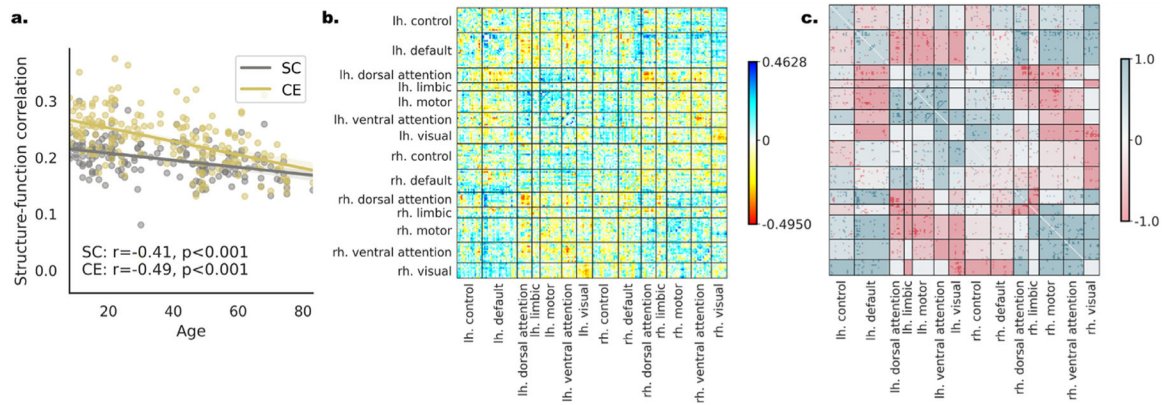 a.
Structure-function correlation
0.3
0.2
0.1
0.0
SC
CE
SC: r=-0.41, p<0.001
CE: r=-0.49, p<0.001
20
40
60
80
Age
b.
lh. control
lh. default
lh. dorsal attention
lh. limbic
lh. motor
lh. ventral attention
lh. visual
rh. control
rh. default
rh. dorsal attention
rh. limbic
rh. motor
rh. ventral attention
rh. visual
lh. control
lh. default
lh. dorsal attention
lh. limbic
lh. motor
lh. ventral attention
lh. visual
rh. control
rh. default
rh. dorsal attention
rh. limbic
rh. motor
rh. ventral attention
rh. visual
0.4628
0
-0.4950
c.
lh. control
lh. default
lh. dorsal attention
lh. limbic
lh. motor
lh. ventral attention
lh. visual
rh. control
rh. default
rh. dorsal attention
rh. limbic
rh. motor
rh. ventral attention
rh. visual
1.0
0
-1.0